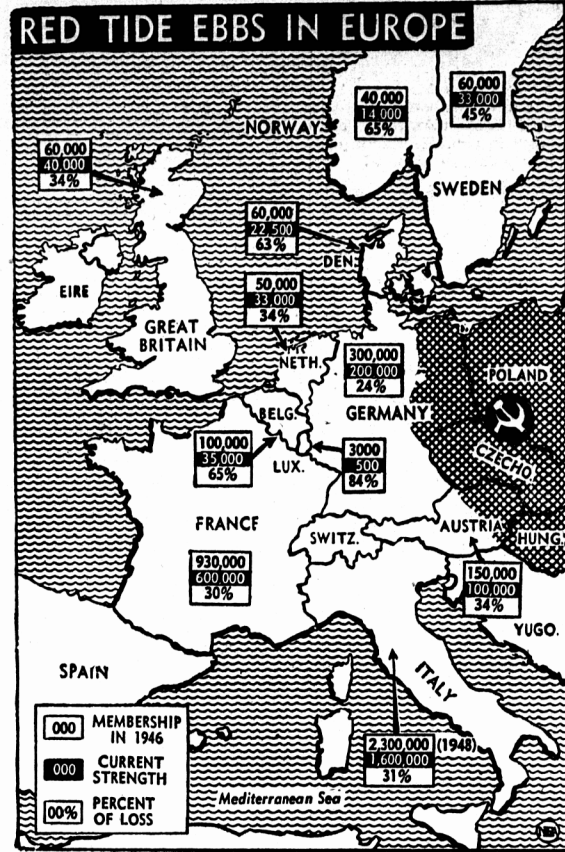 RED TIDE EBBS IN EUROPE
40,000
14,000
65%
60,000
33,000
45%
NORWAY
SWEDEN
60,000
40,000
34%
60,000
22,500
63%
DEN.
EIRE
GREAT
BRITAIN
50,000
33,000
34%
NETH.
300,000
200,000
24%
GERMANY
POLAND
CZECHO.
BELG.
100,000
35,000
65%
LUX.
3000
500
84%
FRANCE
930,000
600,000
30%
SWITZ.
AUSTRIA
HUNG.
150,000
100,000
34%
YUGO.
SPAIN
ITALY
2,300,000 (1948)
1,600,000
31%
Mediterranean Sea
000 MEMBERSHIP
IN 1946
000 CURRENT
STRENGTH
00% PERCENT
OF LOSS
NEA